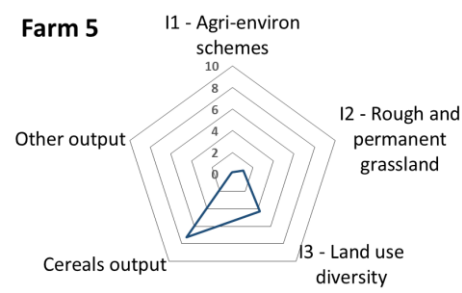 Farm 5
I1 - Agri-environ
schemes
10
8
6
4
2
0
I2 - Rough and
permanent
grassland
I3 - Land use
diversity
Cereals output
Other output